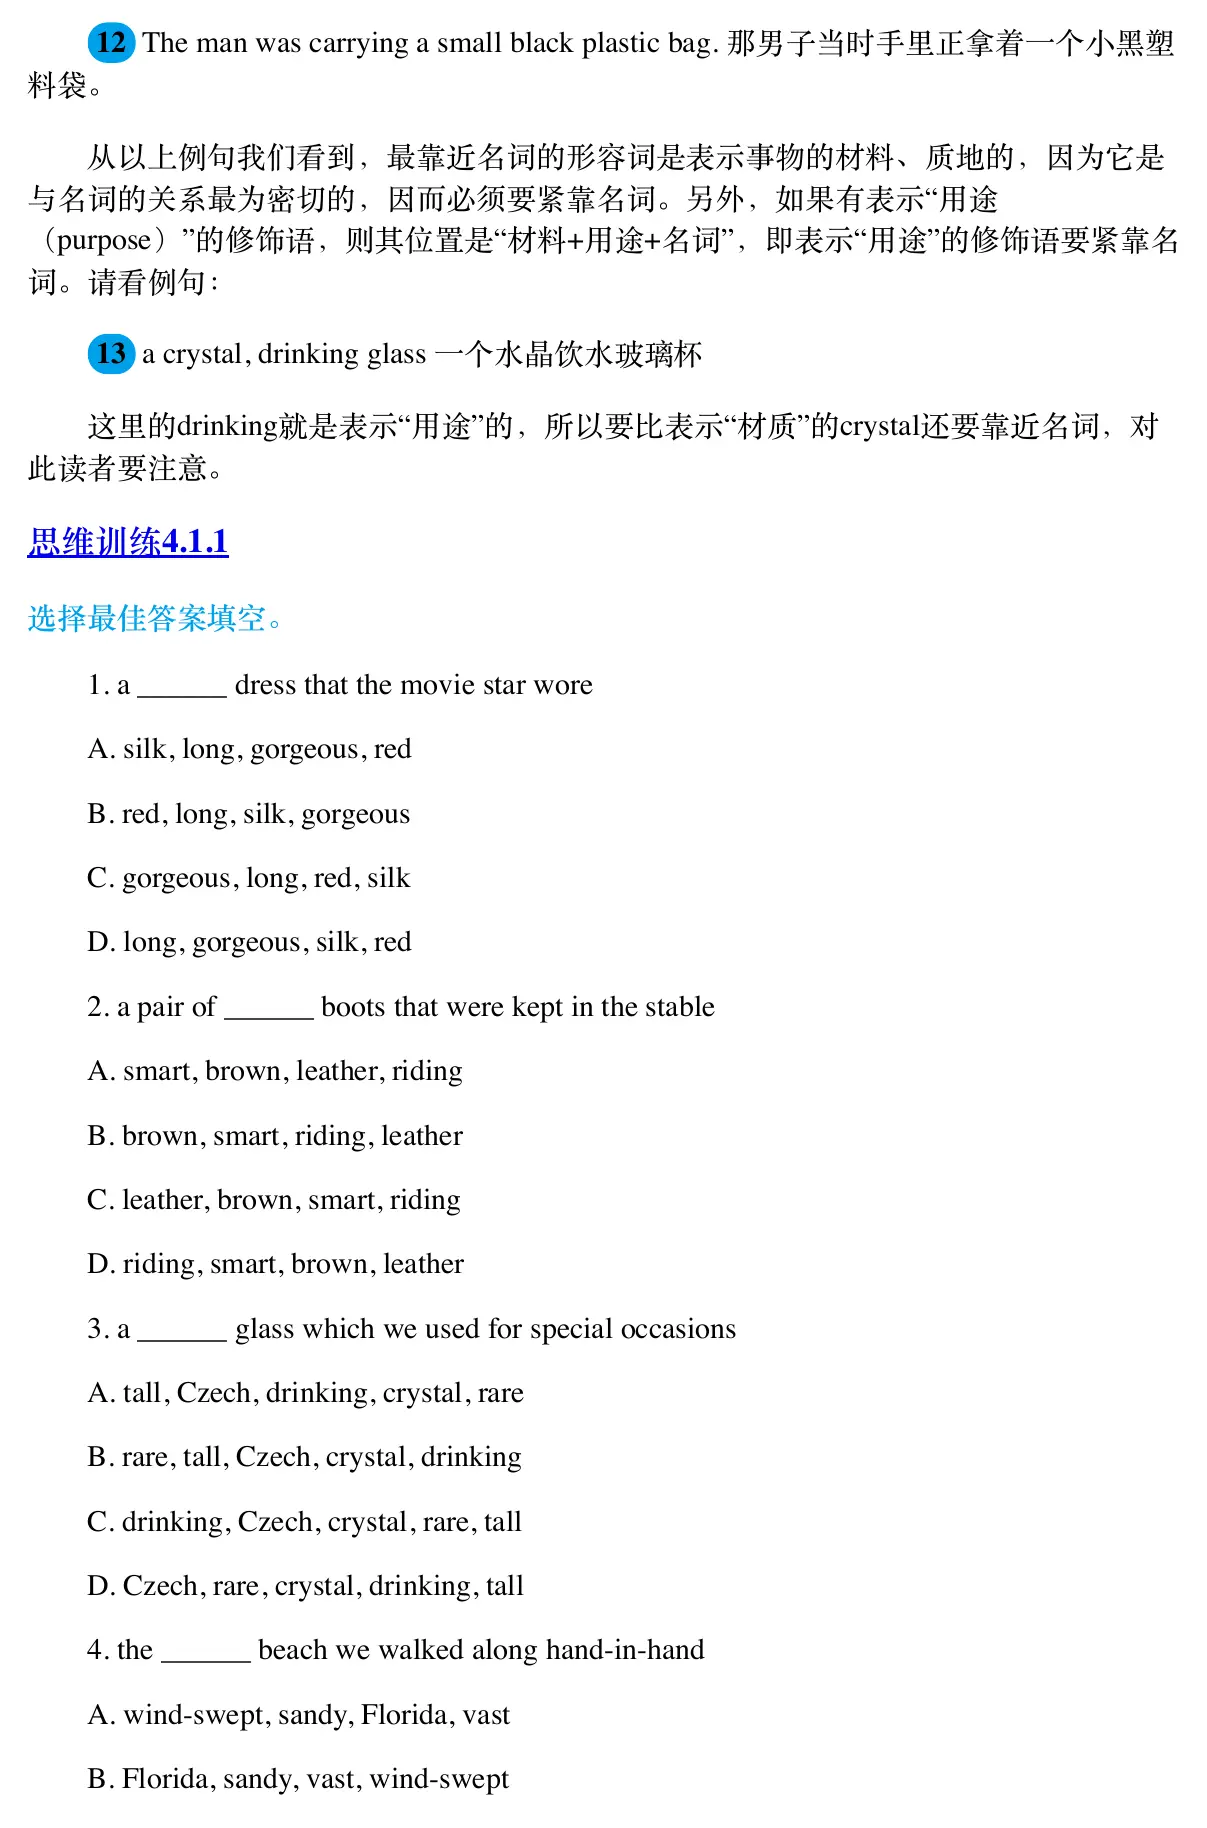 12 The man was carrying a small black plastic bag. 那男子当时手里正拿着一个小黑塑
料袋。
从以上例句我们看到，最靠近名词的形容词是表示事物的材料、质地的，因为它是
与名词的关系最为密切的，因而必须要紧靠名词。另外，如果有表示“用途
（purpose）”的修饰语，则其位置是“材料+用途+名词”，即表示“用途”的修饰语要紧靠名
词。请看例句：
13 a crystal, drinking glass 一个水晶饮水玻璃杯
这里的drinking就是表示“用途”的，所以要比表示“材质”的crystal还要靠近名词，对
此读者要注意。
思维训练4.1.1
选择最佳答案填空。
1. a ______ dress that the movie star wore
A. silk, long, gorgeous, red
B. red, long, silk, gorgeous
C. gorgeous, long, red, silk
D. long, gorgeous, silk, red
2. a pair of ______ boots that were kept in the stable
A. smart, brown, leather, riding
B. brown, smart, riding, leather
C. leather, brown, smart, riding
D. riding, smart, brown, leather
3. a ______ glass which we used for special occasions
A. tall, Czech, drinking, crystal, rare
B. rare, tall, Czech, crystal, drinking
C. drinking, Czech, crystal, rare, tall
D. Czech, rare, crystal, drinking, tall
4. the ______ beach we walked along hand-in-hand
A. wind-swept, sandy, Florida, vast
B. Florida, sandy, vast, wind-swept